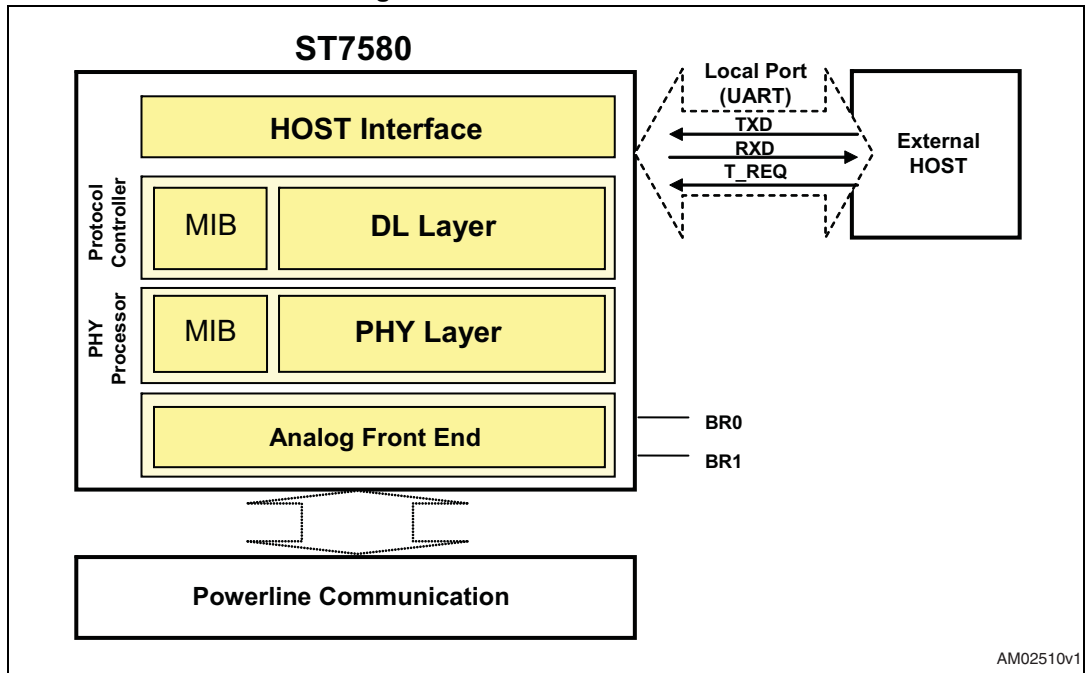 ST7580
HOST Interface
Protocol
Controller
MIB
DL Layer
PHY
Processor
MIB
PHY Layer
Analog Front End
Local Port
(UART)
TXD
RXD
T_REQ
External
HOST
BR0
BR1
Powerline Communication
AM02510v1